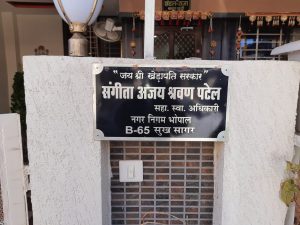 "जय श्री खेड़ापति सरकार"
संगीता अजय श्रवण पटेल
सहा. स्वा. अधिकारी
नगर निगम भोपाल
B-65 सुख सागर